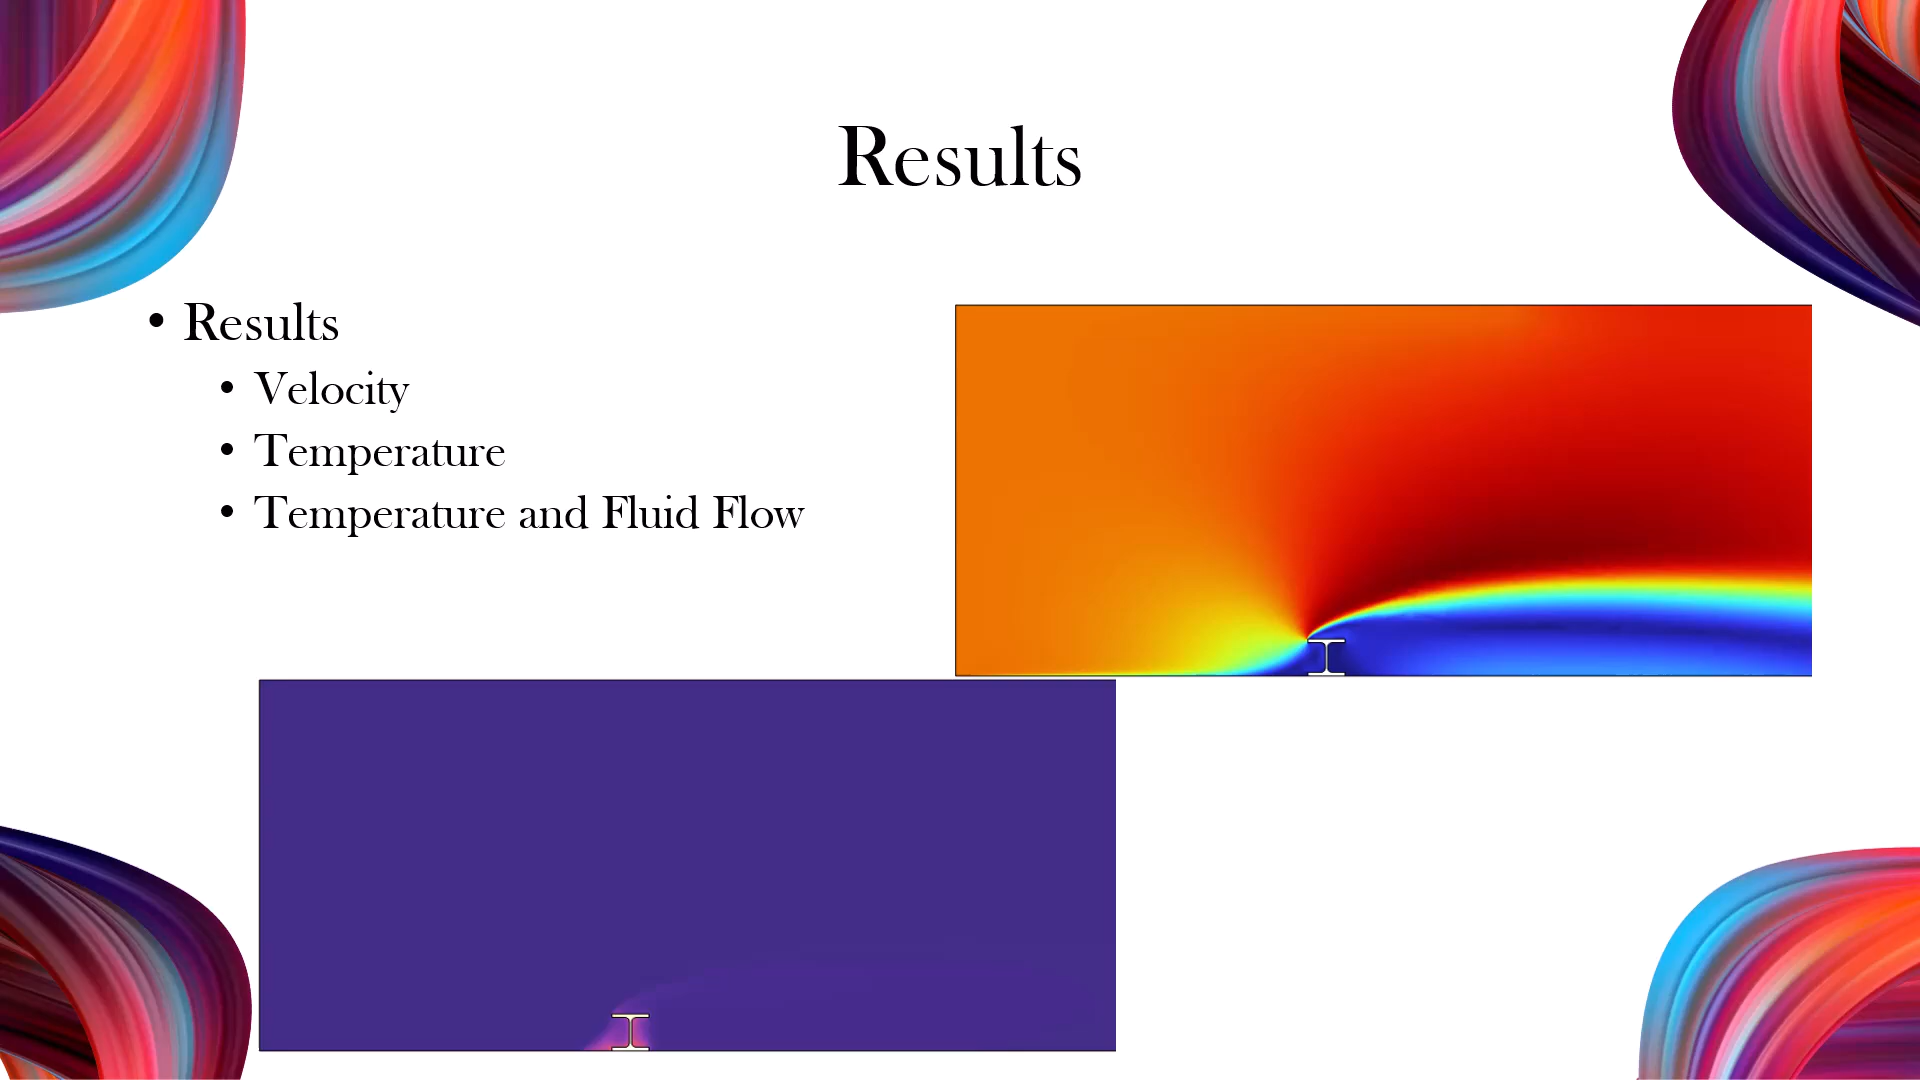 Results
• Results
• Velocity
• Temperature
• Temperature and Fluid Flow